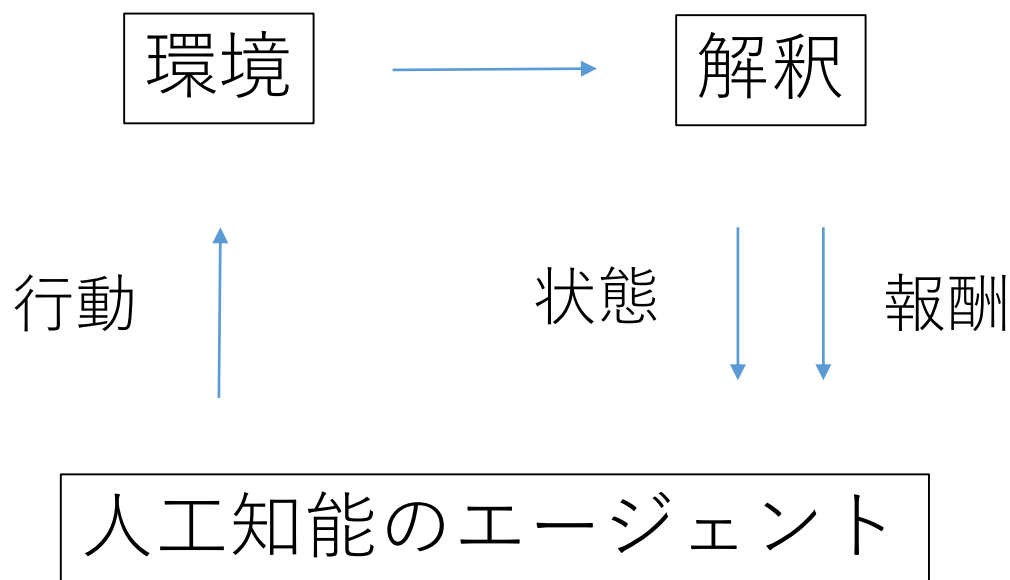 環境
解釈
行動
状態
報酬
人工知能のエージェント